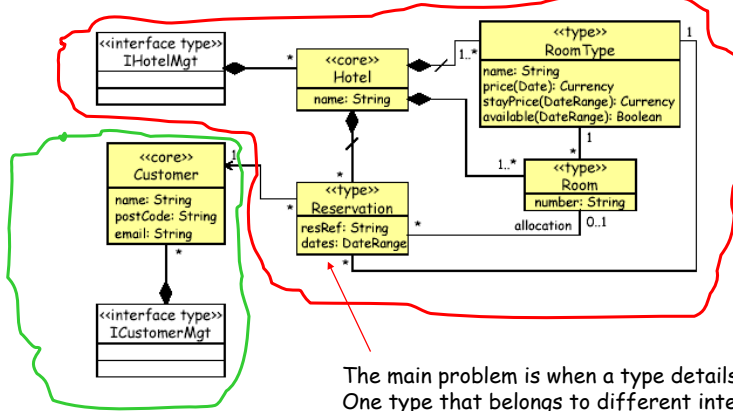 <<interface type>>
IHotelMgt
*
<<core>>
Hotel
name: String
1..*
<<type>>
RoomType
name: String
price(Date): Currency
stayPrice(DateRange): Currency
available(DateRange): Boolean
1
1
*
1..*
<<type>>
Room
number: String
0..1
allocation
*
<<core>>
Customer
name: String
postCode: String
email: String
1
*
*
<<type>>
Reservation
resRef: String
dates: DateRange
*
*
<<interface type>>
ICustomerMgt
The main problem is when a type details
One type that belongs to different inte